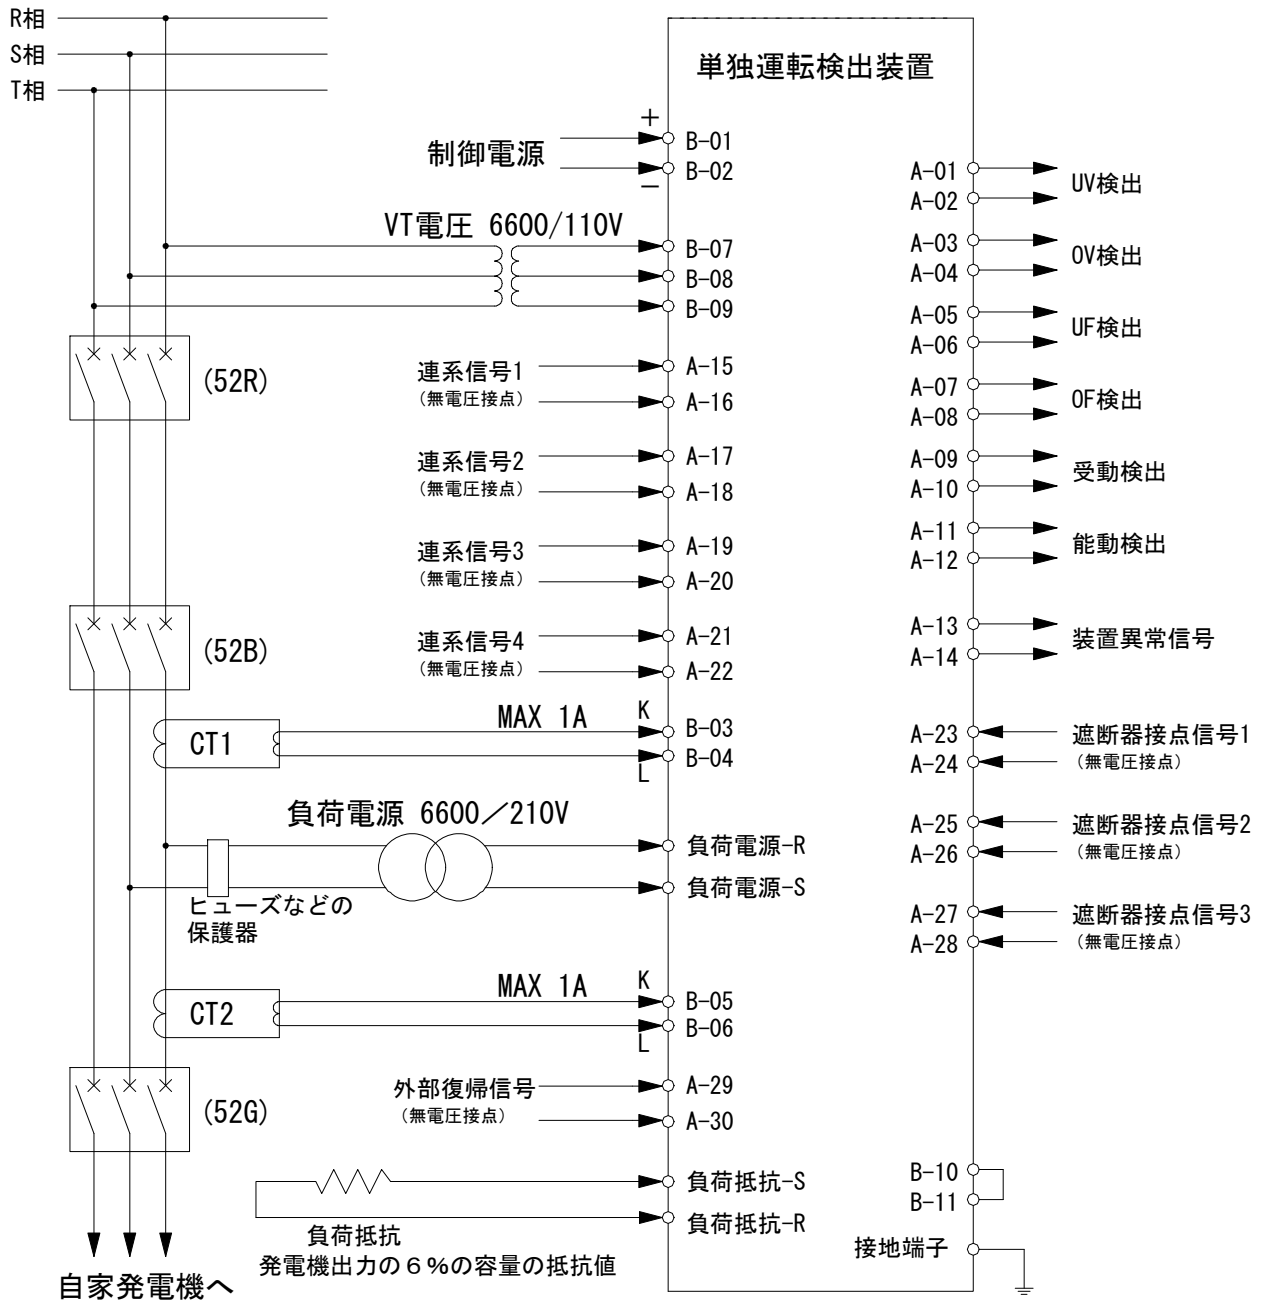 R相
S相
T相
単独運転検出装置
制御電源
+
−
B-01
B-02
VT電圧 6600/110V
B-07
B-08
B-09
(52R)
連系信号1
(無電圧接点)
A-15
A-16
連系信号2
(無電圧接点)
A-17
A-18
連系信号3
(無電圧接点)
A-19
A-20
(52B)
連系信号4
(無電圧接点)
A-21
A-22
CT1
MAX 1A
K
L
B-03
B-04
負荷電源 6600／210V
負荷電源-R
負荷電源-S
ヒューズなどの
保護器
CT2
MAX 1A
K
L
B-05
B-06
(52G)
外部復帰信号
(無電圧接点)
A-29
A-30
負荷抵抗-S
負荷抵抗-R
負荷抵抗
発電機出力の６%の容量の抵抗値
自家発電機へ
A-01
A-02
UV検出
A-03
A-04
OV検出
A-05
A-06
UF検出
A-07
A-08
OF検出
A-09
A-10
受動検出
A-11
A-12
能動検出
A-13
A-14
装置異常信号
A-23
A-24
遮断器接点信号1
(無電圧接点)
A-25
A-26
遮断器接点信号2
(無電圧接点)
A-27
A-28
遮断器接点信号3
(無電圧接点)
B-10
B-11
接地端子